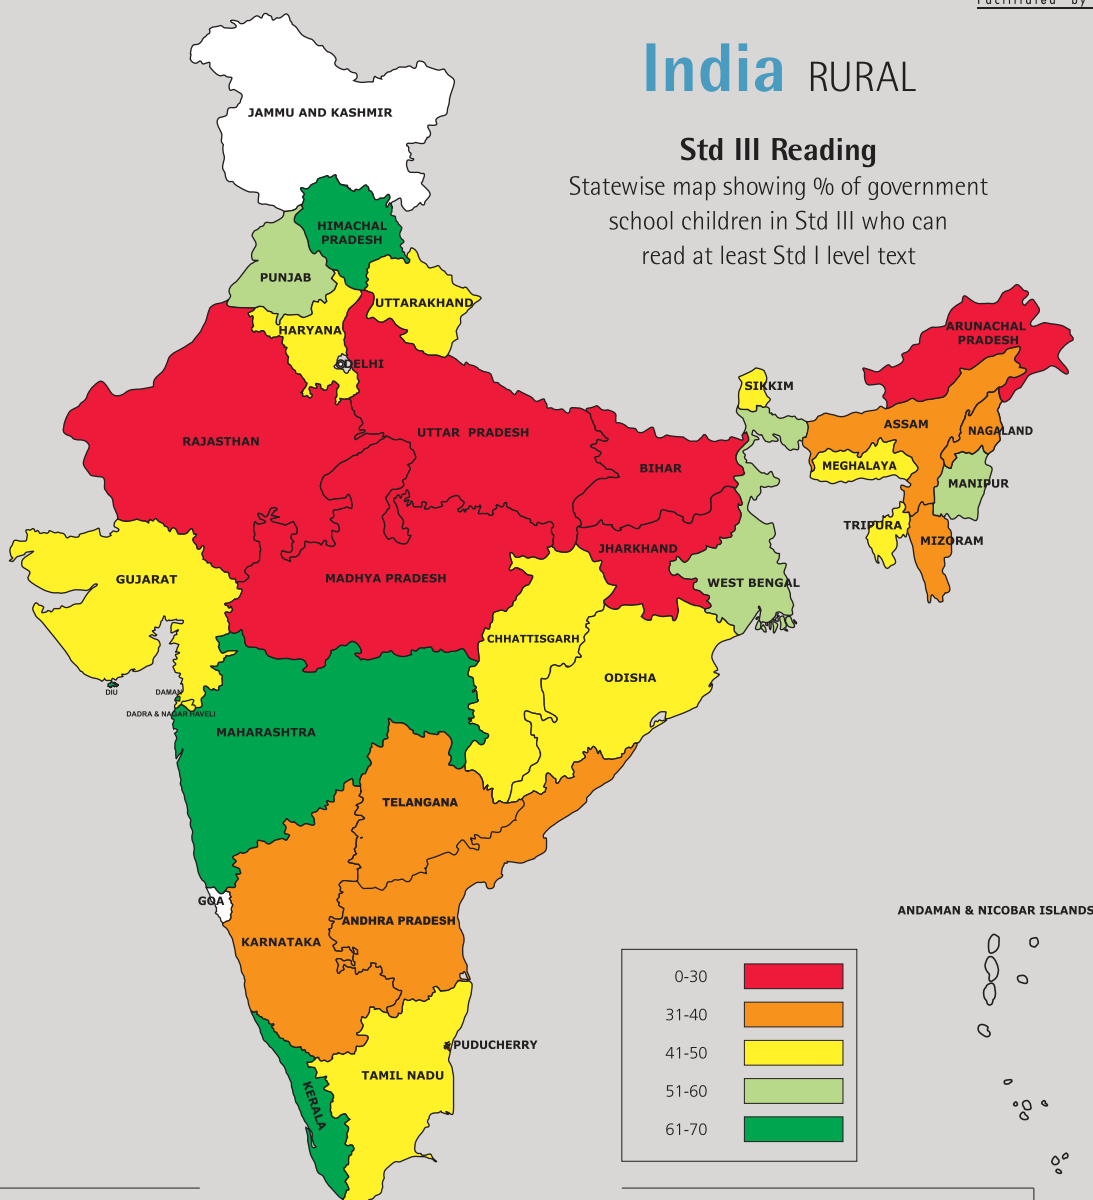 Facilitated by
India RURAL
Std III Reading
Statewise map showing % of government
school children in Std III who can
read at least Std I level text
JAMMU AND KASHMIR
HIMACHAL
PRADESH
PUNJAB
UTTARAKHAND
HARYANA
DELHI
ARUNACHAL
PRADESH
SIKKIM
RAJASTHAN
UTTAR PRADESH
BIHAR
ASSAM
NAGALAND
MEGHALAYA
MANIPUR
TRIPURA
MIZORAM
GUJARAT
MADHYA PRADESH
JHARKHAND
WEST BENGAL
CHHATTISGARH
ODISHA
DIU
DAMAN
DADRA & NAGAR HAVELI
MAHARASHTRA
TELANGANA
GOA
KARNATAKA
ANDHRA PRADESH
ANDAMAN & NICOBAR ISLANDS
PUDUCHERRY
TAMIL NADU
KERALA
0-30
31-40
41-50
51-60
61-70